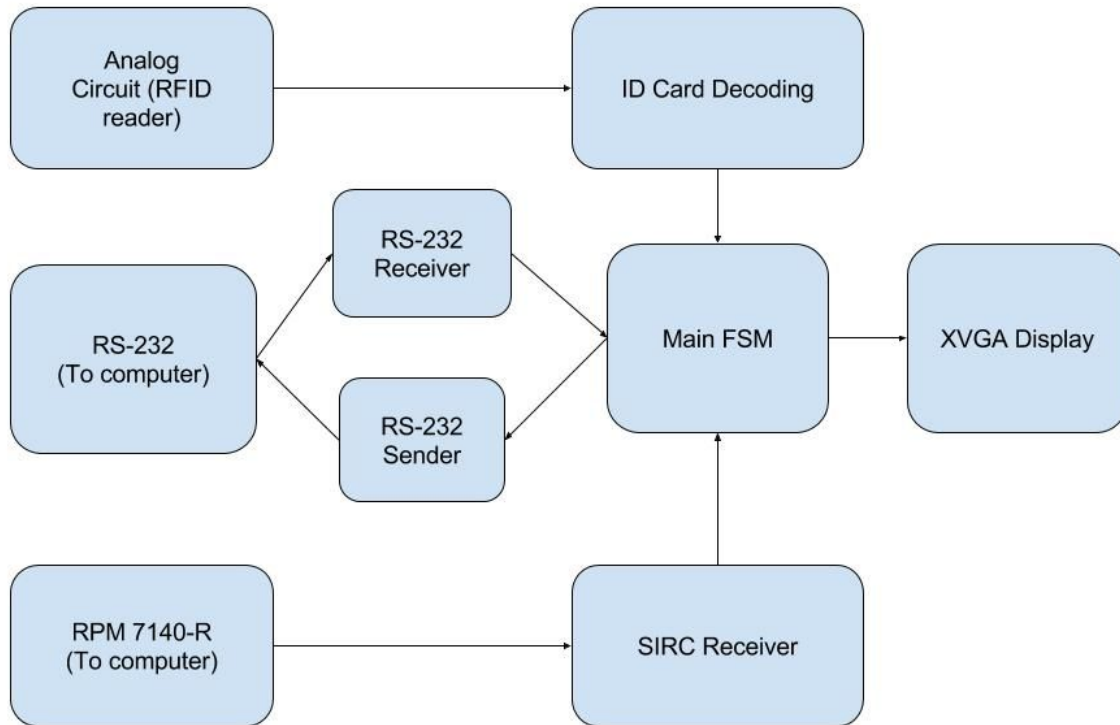 Analog
Circuit (RFID
reader)
ID Card Decoding
RS-232
Receiver
RS-232
(To computer)
Main FSM
XVGA Display
RS-232
Sender
RPM 7140-R
(To computer)
SIRC Receiver